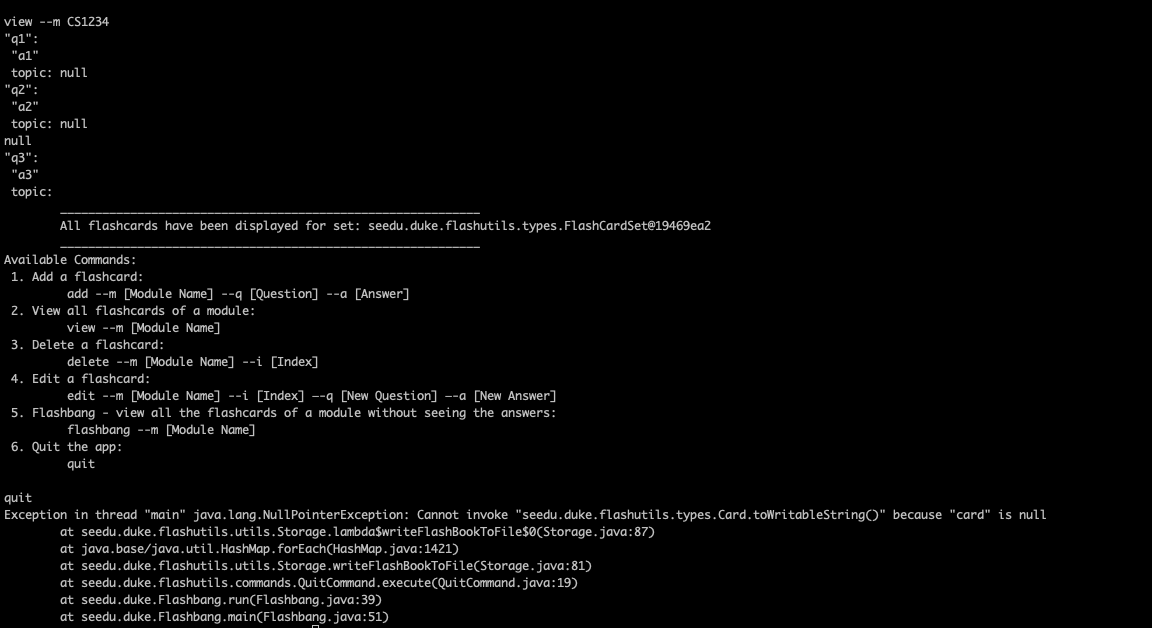 view --m CS1234
"q1":
 "a1"
 topic: null
"q2":
 "a2"
 topic: null
null
"q3":
 "a3"
 topic:
____________________________________________________________
All flashcards have been displayed for set: seedu.duke.flashutils.types.FlashCardSet@19469ea2
____________________________________________________________
Available Commands:
 1. Add a flashcard:
         add --m [Module Name] --q [Question] --a [Answer]
 2. View all flashcards of a module:
         view --m [Module Name]
 3. Delete a flashcard:
         delete --m [Module Name] --i [Index]
 4. Edit a flashcard:
         edit --m [Module Name] --i [Index] —-q [New Question] —-a [New Answer]
 5. Flashbang - view all the flashcards of a module without seeing the answers:
         flashbang --m [Module Name]
 6. Quit the app:
         quit
quit
Exception in thread "main" java.lang.NullPointerException: Cannot invoke "seedu.duke.flashutils.types.Card.toWritableString()" because "card" is null
        at seedu.duke.flashutils.utils.Storage.lambda$writeFlashBookToFile$0(Storage.java:87)
        at java.base/java.util.HashMap.forEach(HashMap.java:1421)
        at seedu.duke.flashutils.utils.Storage.writeFlashBookToFile(Storage.java:81)
        at seedu.duke.flashutils.commands.QuitCommand.execute(QuitCommand.java:19)
        at seedu.duke.Flashbang.run(Flashbang.java:39)
        at seedu.duke.Flashbang.main(Flashbang.java:51)